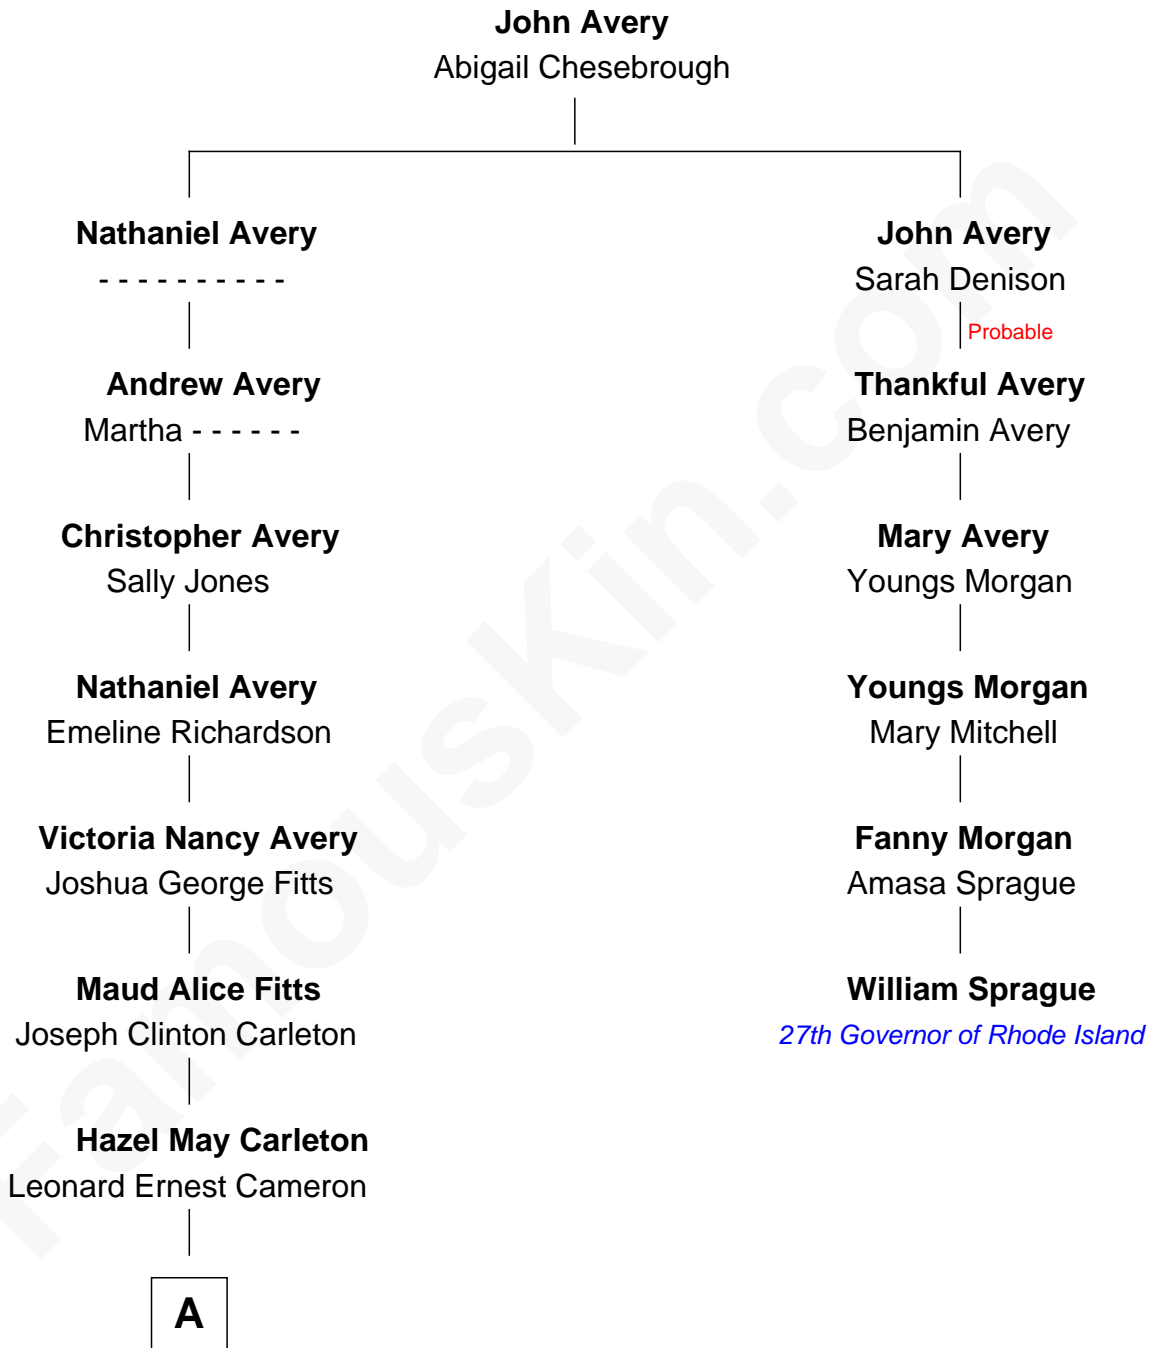 John Avery
Abigail Chesebrough
Nathaniel Avery
- - - - - - - - - -
Andrew Avery
Martha - - - - - -
Christopher Avery
Sally Jones
Nathaniel Avery
Emeline Richardson
Victoria Nancy Avery
Joshua George Fitts
Maud Alice Fitts
Joseph Clinton Carleton
Hazel May Carleton
Leonard Ernest Cameron
A
John Avery
Sarah Denison
Probable
Thankful Avery
Benjamin Avery
Mary Avery
Youngs Morgan
Youngs Morgan
Mary Mitchell
Fanny Morgan
Amasa Sprague
William Sprague
27th Governor of Rhode Island
FamousKin.com